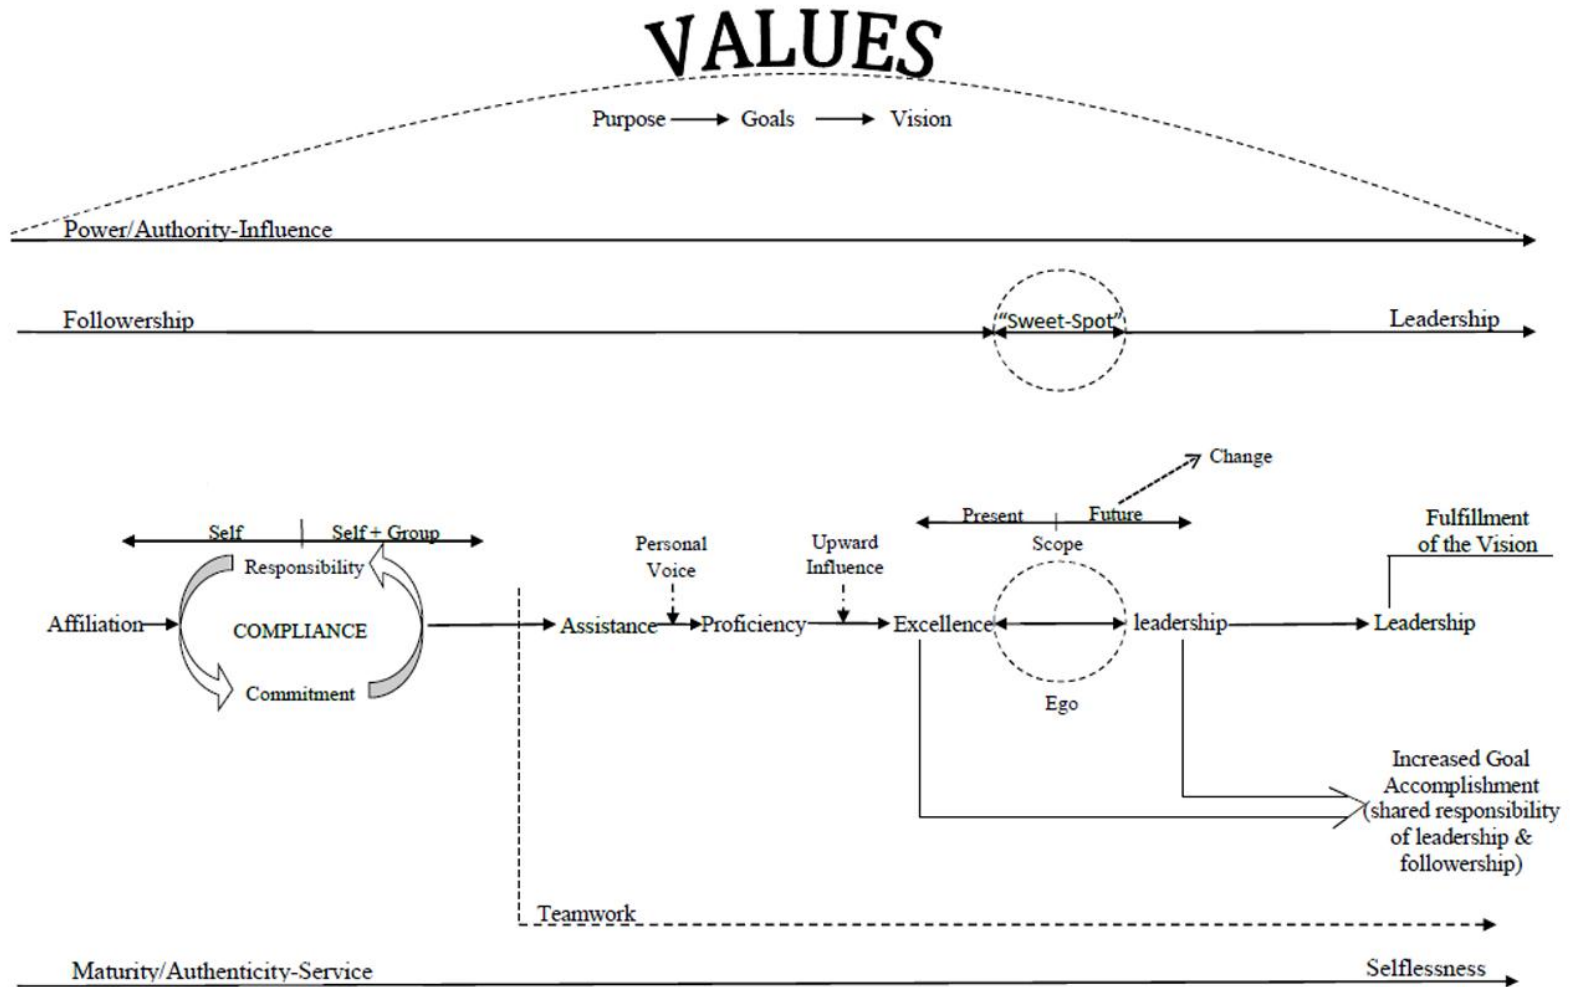 VALUES
Purpose Goals Vision
Power/Authority-Influence
Followership "Sweet-Spot" Leadership
Change
Present Future
Scope
Self Self + Group
Personal
Voice
Upward
Influence
Fulfillment
of the Vision
Responsibility
Affiliation COMPLIANCE Assistance Proficiency Excellence leadership Leadership
Commitment
Ego
Increased Goal
Accomplishment
(shared responsibility
of leadership &
followership)
Teamwork
Maturity/Authenticity-Service Selflessness